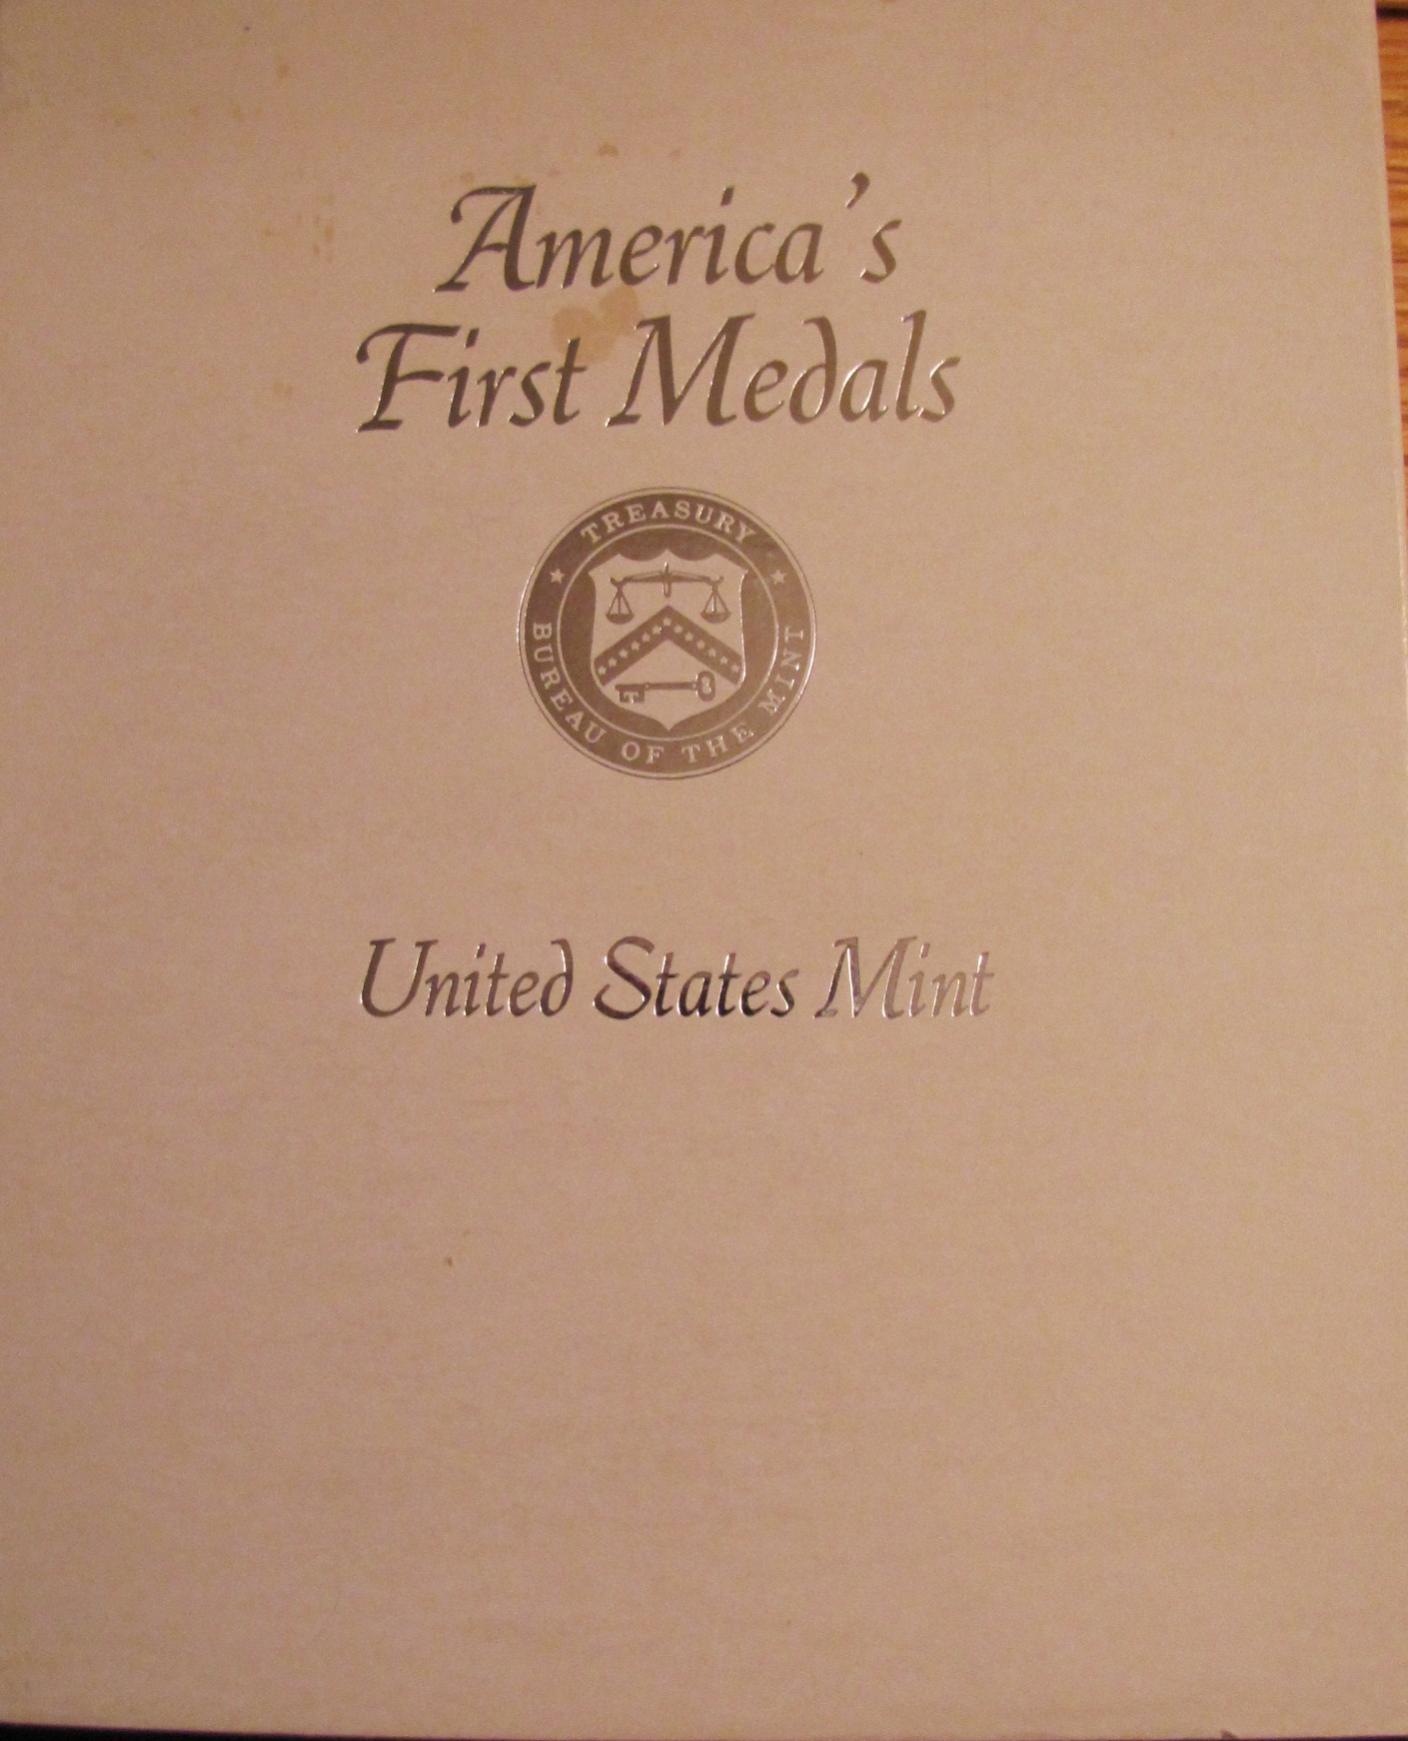 America's
First Medals
TREASURY
BUREAU OF THE MINT
United States Mint